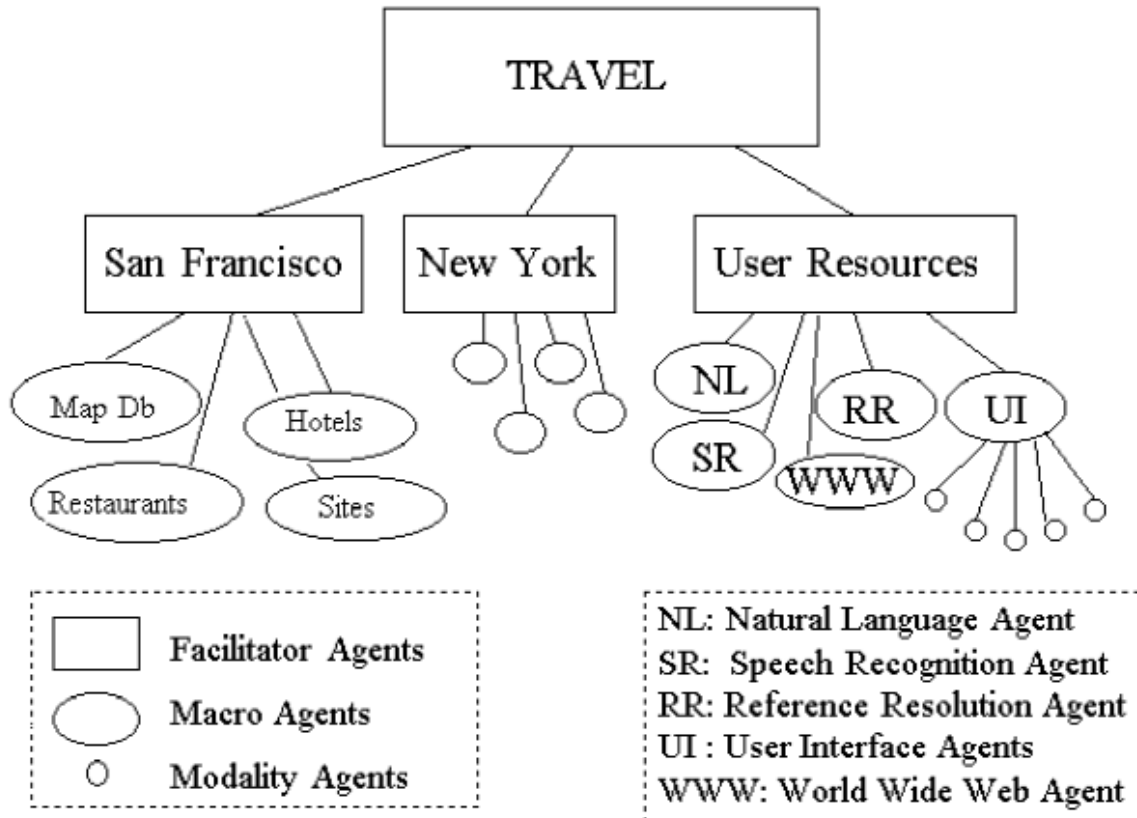 TRAVEL
San Francisco
New York
User Resources
Map Db
Hotels
Restaurants
Sites
NL
RR
UI
SR
WWW
Facilitator Agents
Macro Agents
Modality Agents
NL: Natural Language Agent
SR: Speech Recognition Agent
RR: Reference Resolution Agent
UI : User Interface Agents
WWW: World Wide Web Agent